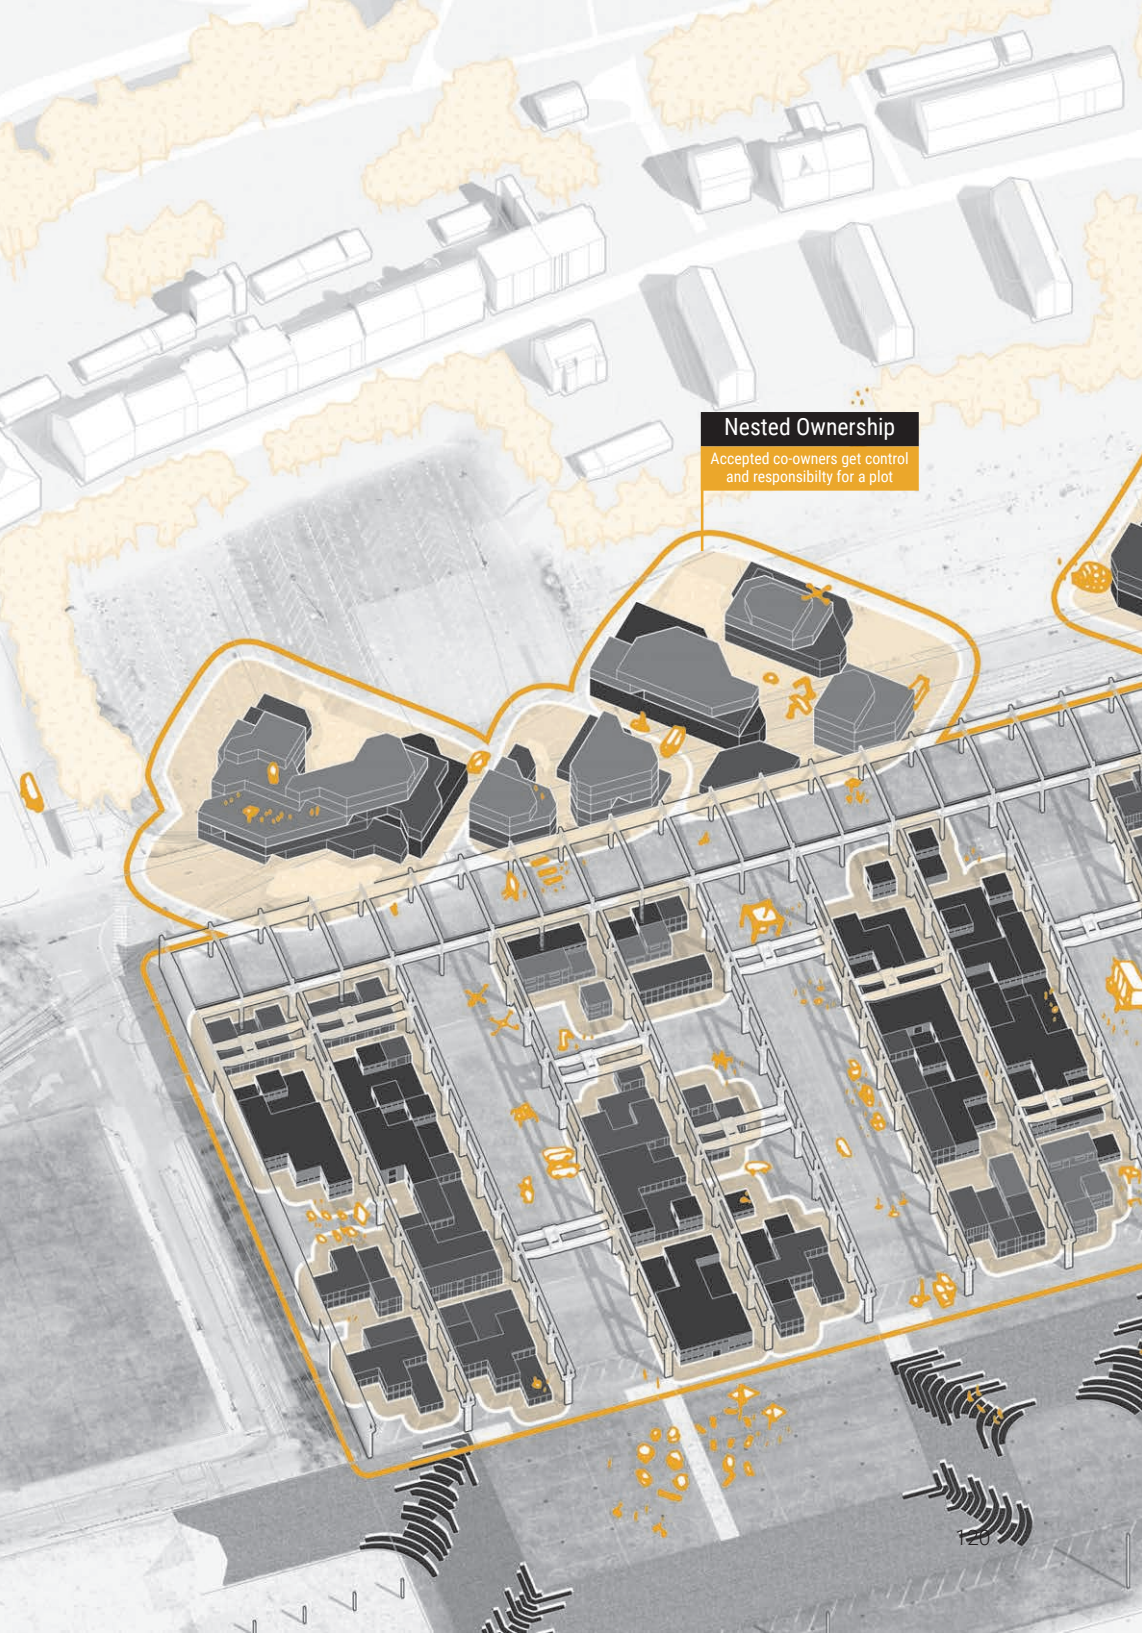 Nested Ownership
Accepted co-owners get control
and responsibilty for a plot
120